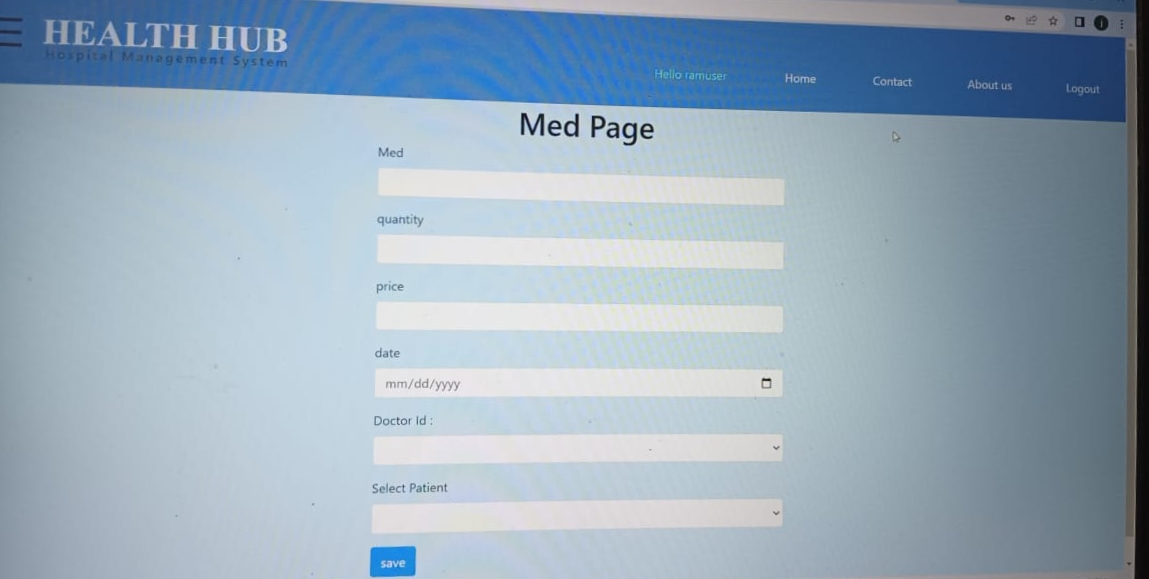 HEALTH HUB
Hospital Management System
Hello ramuser
Home
Contact
About us
Logout
Med Page
Med
quantity
price
date
mm/dd/yyyy
Doctor Id :
Select Patient
save